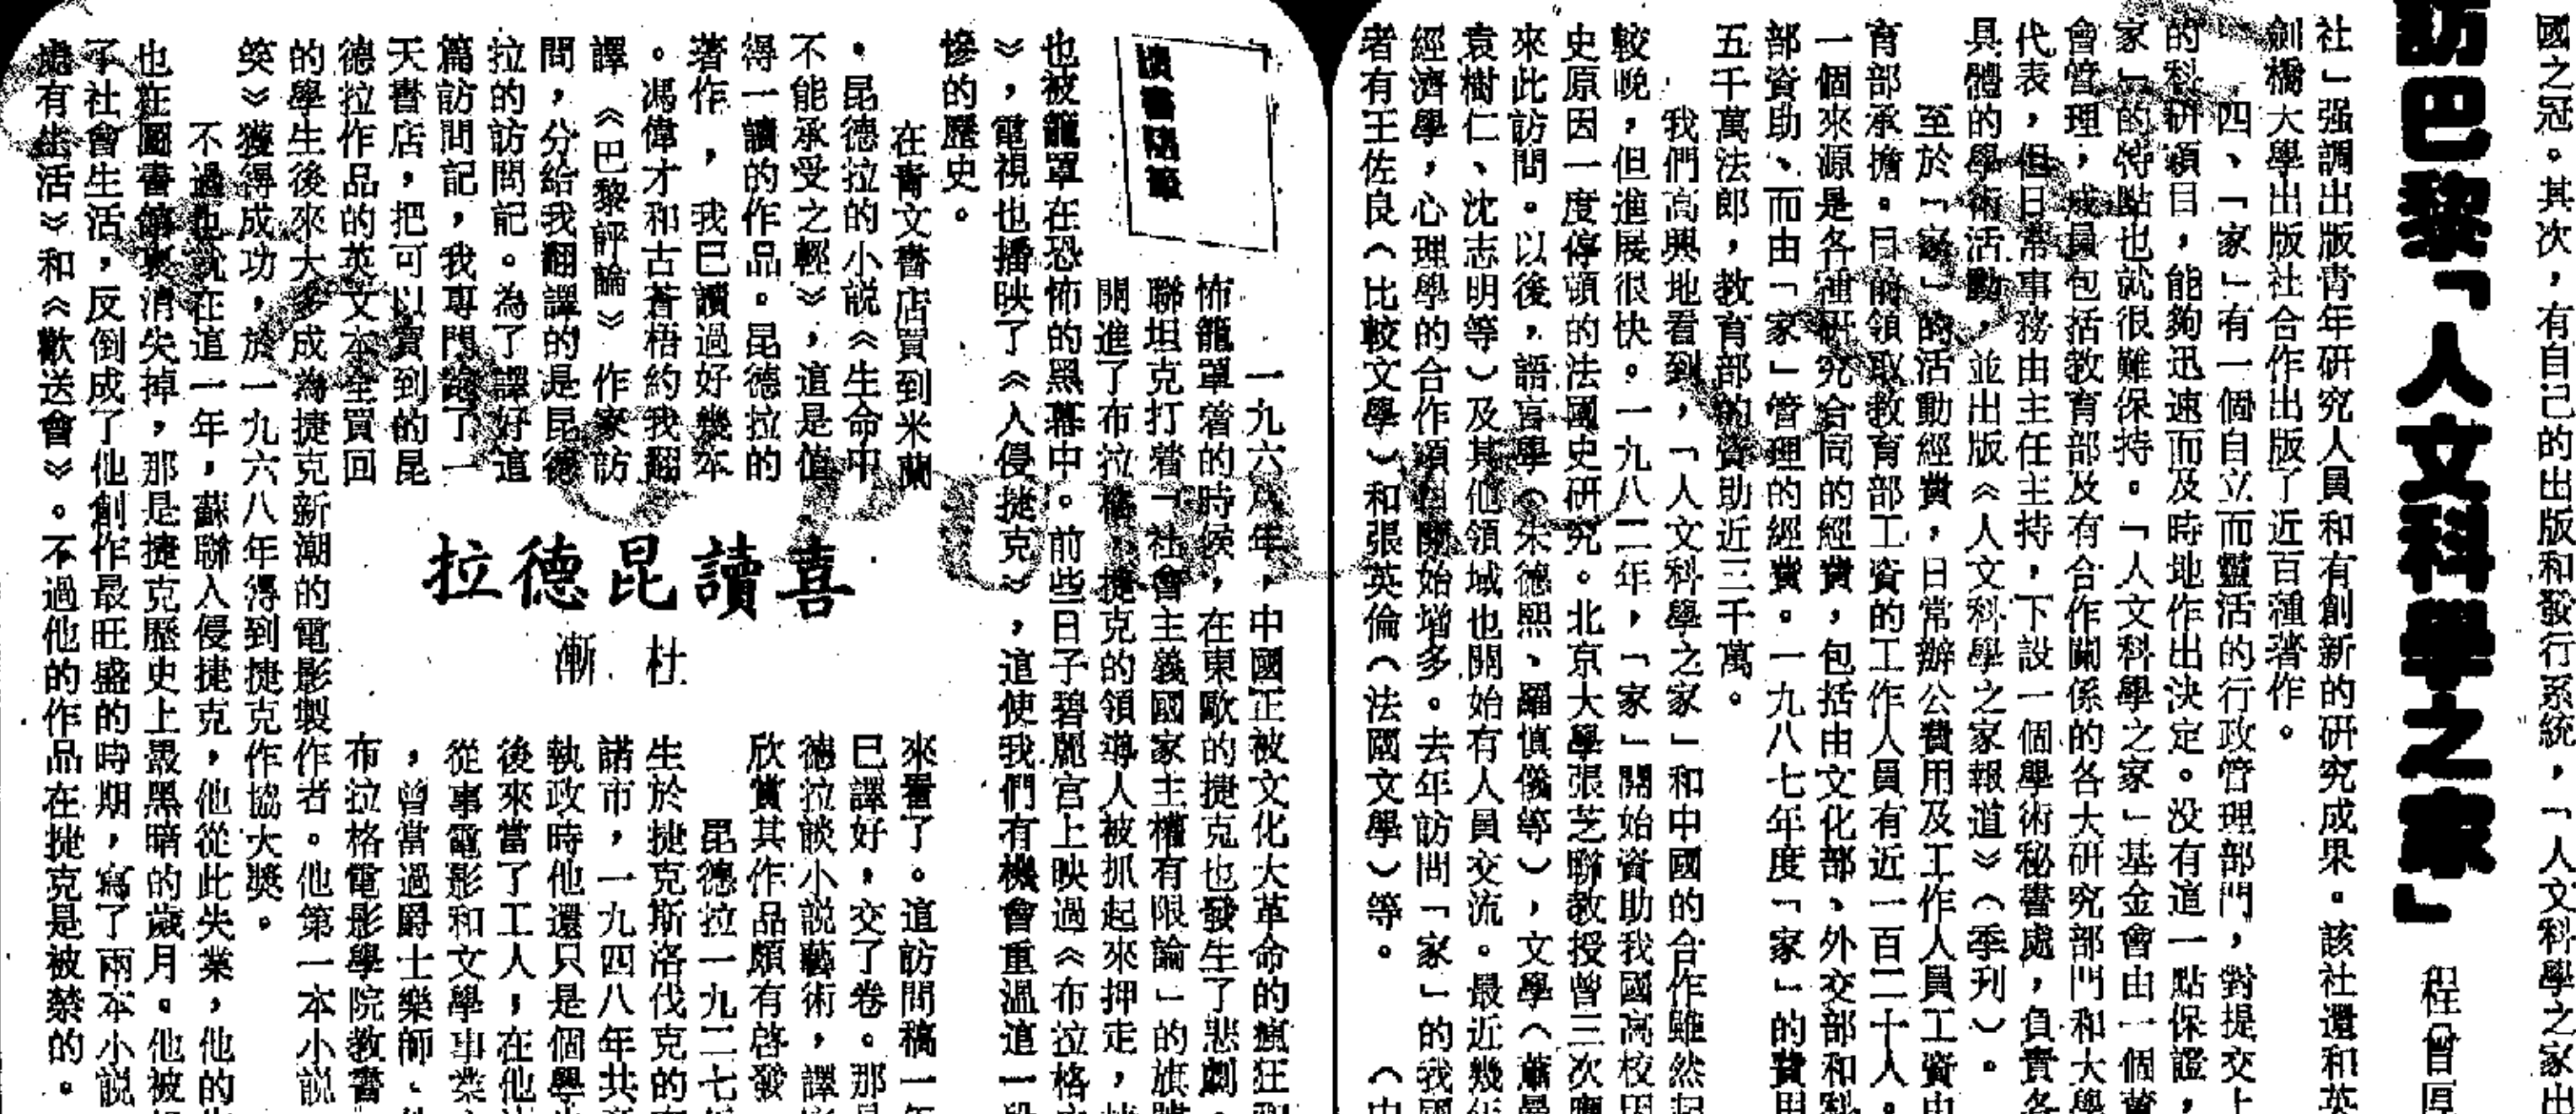 國之冠。其次，有自己的出版和發行系統，「人文科學之家出
訪巴黎「人文科學之家」
程會
社」强調出版青年研究人員和有創新的研究成果。該社還和英
劍橋大學出版社合作出版了近百種著作。
四、「家」有一個自立而靈活的行政管理部門，對提交上
的科研項目，能夠迅速而及時地作出決定。没有這一點保證，
家」的特點也就很難保持。「人文科學之家」基金會由一個董
會管理，成員包括教育部及有合作關係的各大研究部門和大學
代表，但日常事務由主任主持，下設一個學術秘書處，負責各
具體的學術活動，並出版《人文科學之家報道》（季刊）。
至於「家」的活動經費，日常辦公費用及工作人員工資由
育部承擔。目前領取教育部工資的工作人員有近一百二十人。
一個來源是各種研究合同的經費，包括由文化部、外交部和科
部資助、而由「家」管理的經費。一九八七年度「家」的費用
五千萬法郎，教育部的資助近三千萬。
我們高興地看到，「人文科學之家」和中國的合作雖然起
較晚，但進展很快。一九八二年，「家」開始資助我國高校因
史原因一度停頓的法國史研究。北京大學張芝聯教授曾三次應
來此訪問。以後，語言學（朱德熙、羅慎儀等），文學（蕭曼
袁樹仁、沈志明等）及其他領域也開始有人員交流。最近幾年
經濟學，心理學的合作項目開始增多。去年訪問「家」的我國
者有王佐良（比較文學）和張英倫（法國文學）等。
讀書隨筆
喜讀昆德拉
杜漸
一九六八年，中國正被文化大革命的瘋狂
怖籠罩着的時候，在東歐的捷克也發生了悲劇，
聯坦克打着「社會主義國家主權有限論」的旗
開進了布拉格，捷克的領導人被抓起來押走，
也被籠罩在恐怖的黑幕中。前些日子碧麗宫上映過《布拉格
》，電視也播映了《人侵捷克》，這使我們有機會重溫這一段
慘的歷史。
在青文書店買到米蘭
・昆德拉的小説《生命中
不能承受之輕》，這是值
得一讀的作品。昆德拉的
著作，我已讀過好幾本
。馮偉才和古蒼梧約我翻
譯《巴黎評論》作家訪
問，分給我翻譯的是昆德
拉的訪問記。為了譯好這
篇訪問記，我專門跑了一
天書店，把可以買到的昆
德拉作品的英文本全買回
來看了。這訪問稿一年
已譯好，交了卷。那
德拉談小説藝術，譯
欣賞其作品頗有啓發
昆德拉一九二七年
生於捷克斯洛伐克的
諾市，一九四八年共
執政時他還只是個學
後來當了工人，在他
從事電影和文學事業
，曾當過爵士樂師、
布拉格電影學院教書
的學生後來大多成為捷克新潮的電影製作者。他第一本小説
笑》獲得成功，於一九六八年得到捷克作協大獎。
不過也就在這一年，蘇聯入侵捷克，他從此失業，他的
也在圖書館裏消失掉，那是捷克歷史上最黑暗的歲月。他被
了社會生活，反倒成了他創作最旺盛的時期，寫了兩本小説
處有生活》和《歡送會》。不過他的作品在捷克是被禁的。